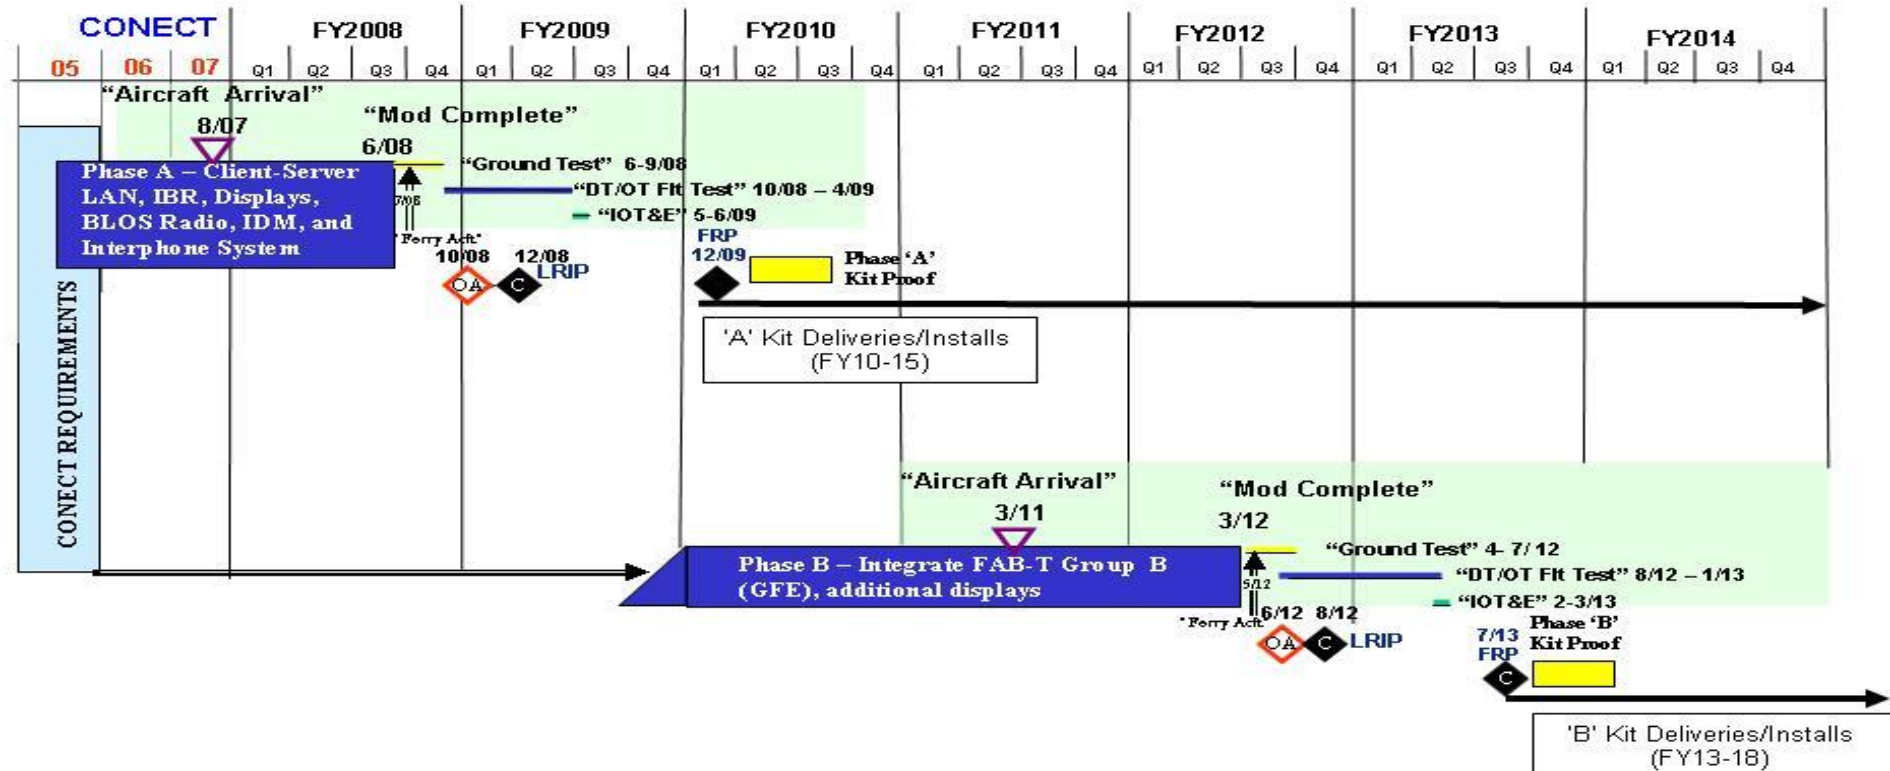 CONECT FY2008 FY2009 FY2010 FY2011 FY2012 FY2013 FY2014
05 06 07 Q1 Q2 Q3 Q4 Q1 Q2 Q3 Q4 Q1 Q2 Q3 Q4 Q1 Q2 Q3 Q4 Q1 Q2 Q3 Q4 Q1 Q2 Q3 Q4 Q1 Q2 Q3 Q4
“Aircraft Arrival”
8/07
“Mod Complete”
6/08
“Ground Test” 6-9/08
Phase A – Client-Server
LAN, IBR, Displays,
BLOS Radio, IDM, and
Interphone System
7/08
“DT/OT Flt Test” 10/08 – 4/09
“IOT&E” 5-6/09
"Ferry Acft"
10/08 12/08
LRIP
OA C
FRP
12/09
Phase ‘A’
Kit Proof
'A' Kit Deliveries/Installs
(FY10-15)
CONECT REQUIREMENTS
“Aircraft Arrival”
3/11
“Mod Complete”
3/12
“Ground Test” 4- 7/ 12
Phase B – Integrate FAB-T Group B
(GFE), additional displays
5/12
“DT/OT Flt Test” 8/12 – 1/13
“IOT&E” 2-3/13
"Ferry Acft"
6/12 8/12
OA C LRIP
7/13
FRP
C
Phase ‘B’
Kit Proof
'B' Kit Deliveries/Installs
(FY13-18)